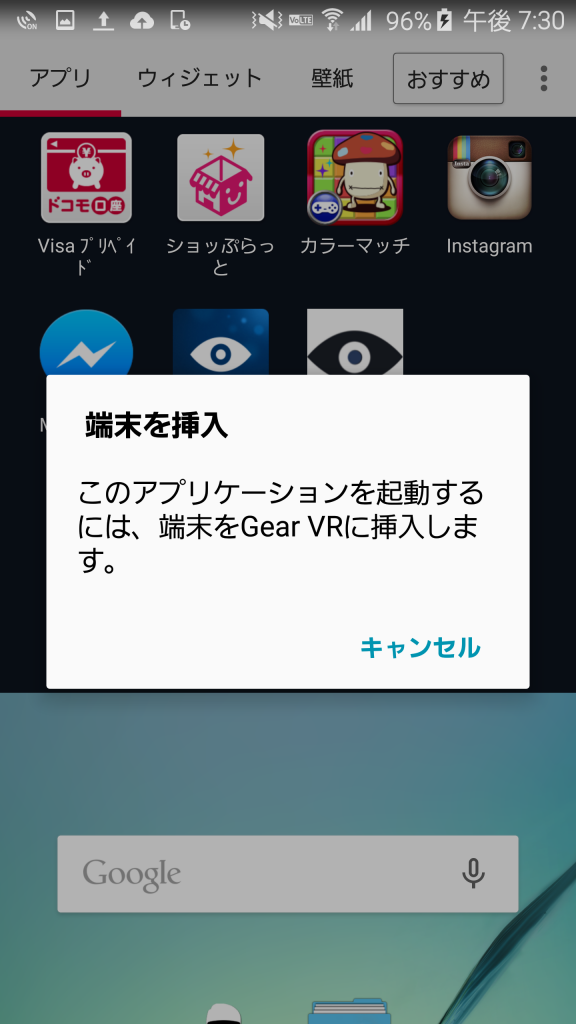 ON
VoLTE
96%
午後 7:30
アプリ
ウィジェット
壁紙
おすすめ
ドコモ口座
Insta
Visa ﾌﾟﾘﾍﾟｲ
ﾄﾞ
ショッぷらっ
と
カラーマッチ
Instagram
端末を挿入
このアプリケーションを起動する
には、端末をGear VRに挿入しま
す。
キャンセル
Google